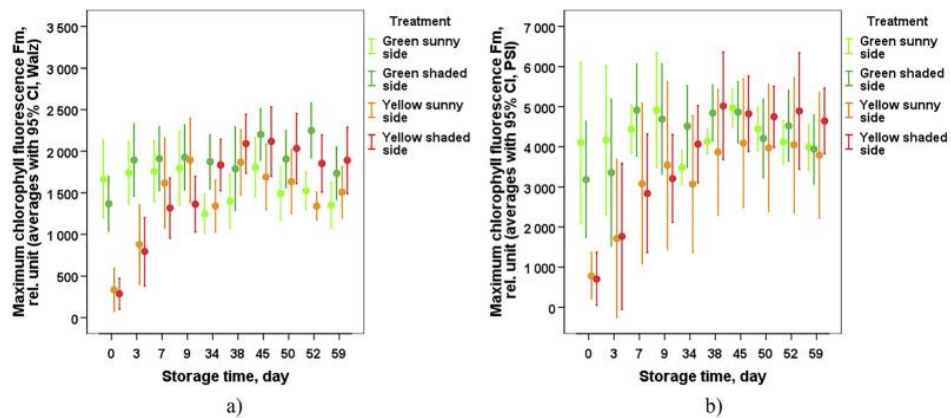 Maximum chlorophyll fluorescence Fm,
rel. unit (averages with 95% CI, Walz)
3 500
3 000
2 500
2 000
1 500
1 000
500
0
0 3 7 9 34 38 45 50 52 59
Storage time, day
Treatment
Green sunny
side
Green shaded
side
Yellow sunny
side
Yellow shaded
side
a)
Maximum chlorophyll fluorescence Fm,
rel. unit (averages with 95% CI, PSI)
7 000
6 000
5 000
4 000
3 000
2 000
1 000
0
0 3 7 9 34 38 45 50 52 59
Storage time, day
Treatment
Green sunny
side
Green shaded
side
Yellow sunny
side
Yellow shaded
side
b)